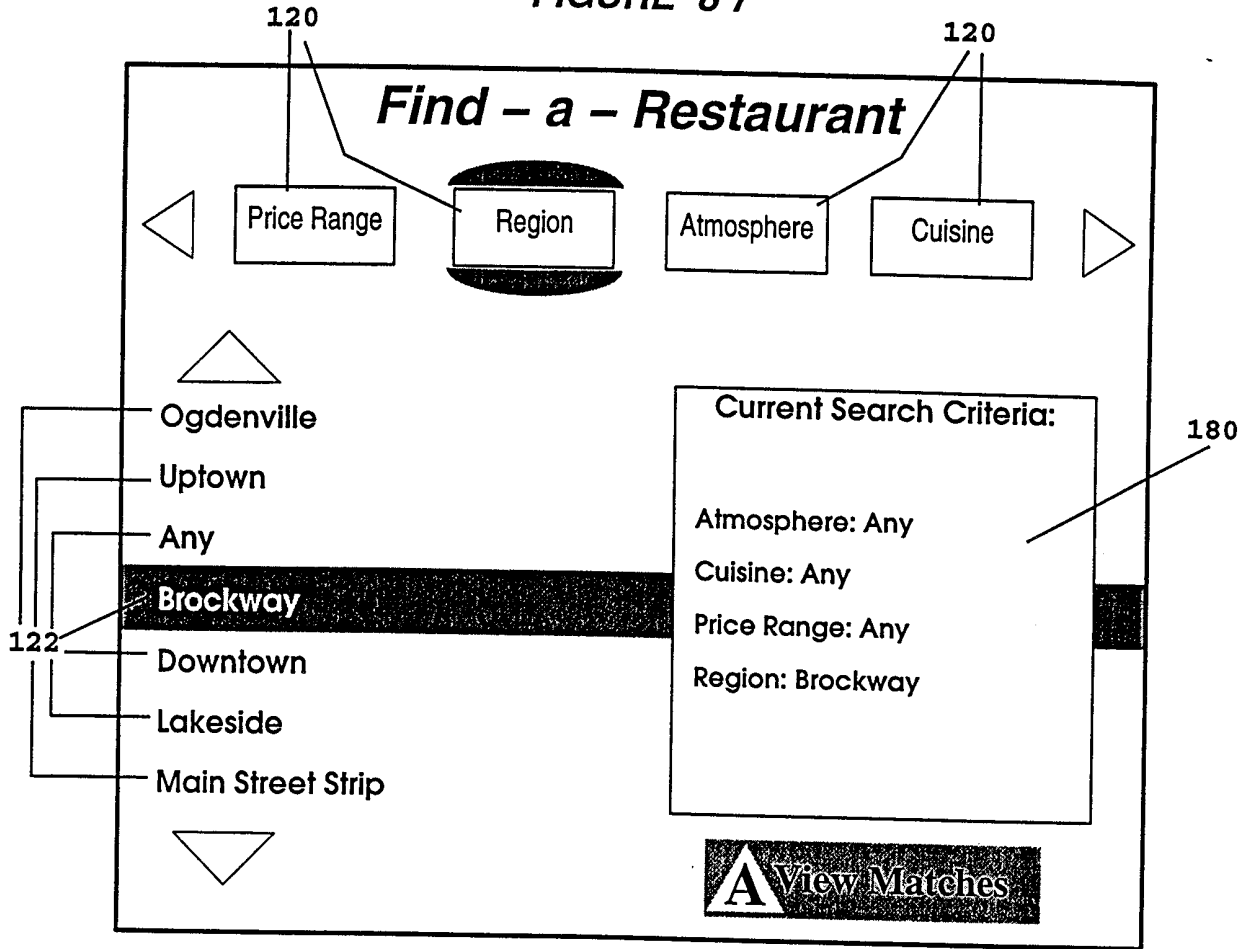 120
120
Find – a – Restaurant
Price Range
Region
Atmosphere
Cuisine
Ogdenville
Uptown
Any
Brockway
Downtown
Lakeside
Main Street Strip
122
Current Search Criteria:
Atmosphere: Any
Cuisine: Any
Price Range: Any
Region: Brockway
180
A View Matches